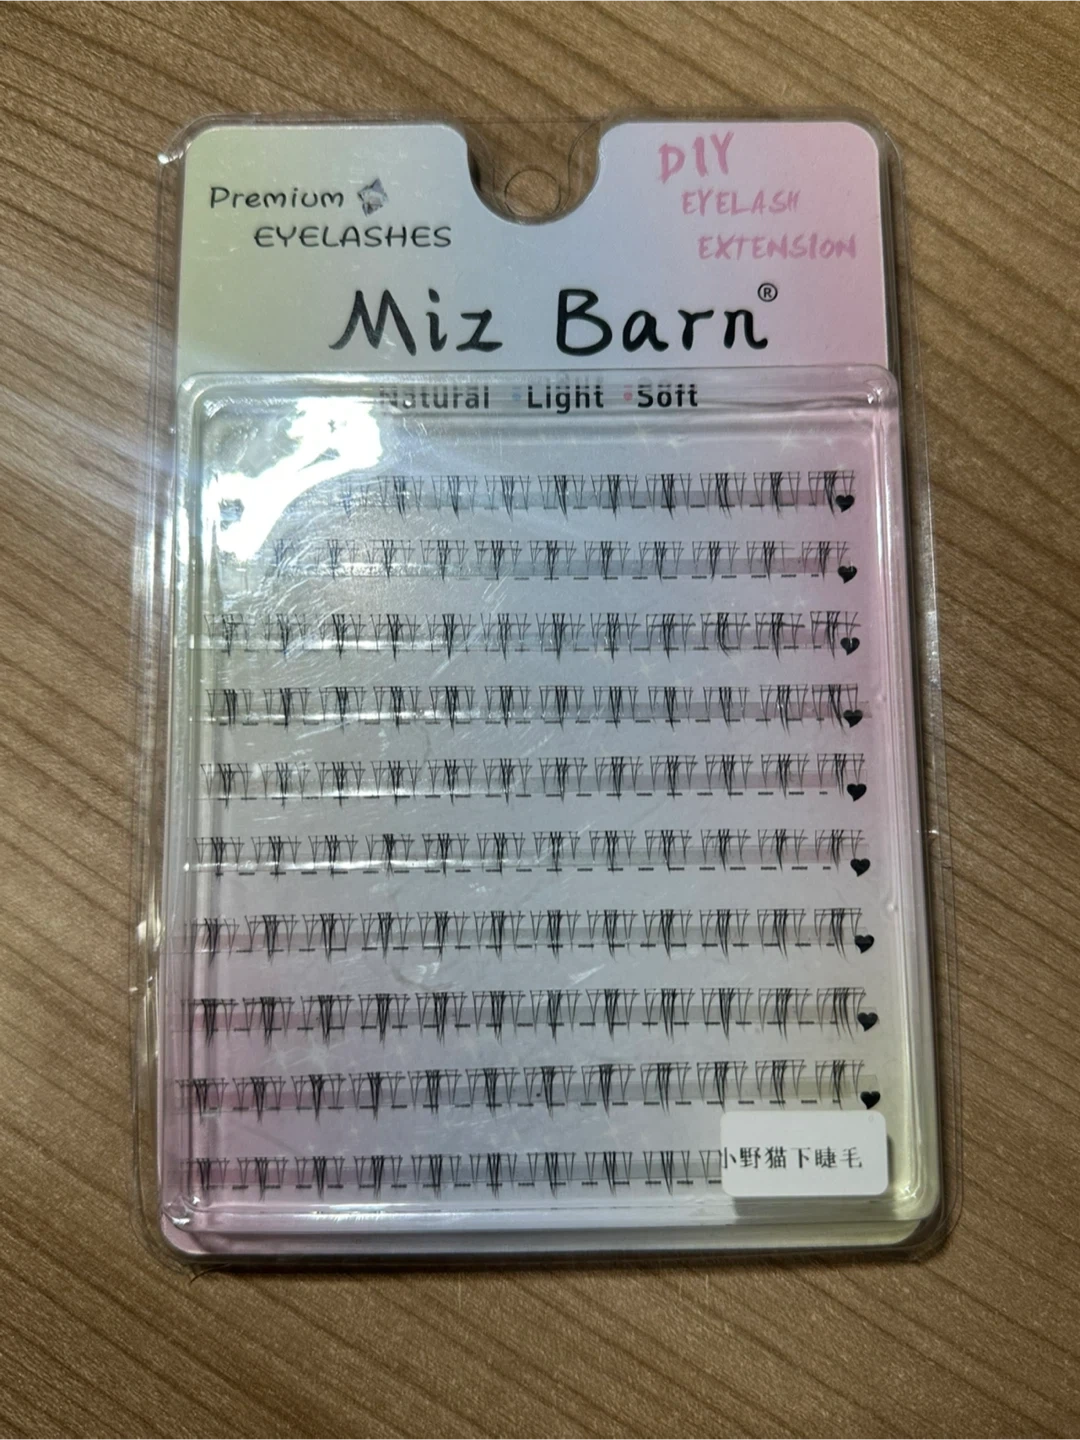 Premium
EYELASHES
DIY
EYELASH
EXTENSION
Miz Barn®
Natural Light Soft
小野猫下睫毛